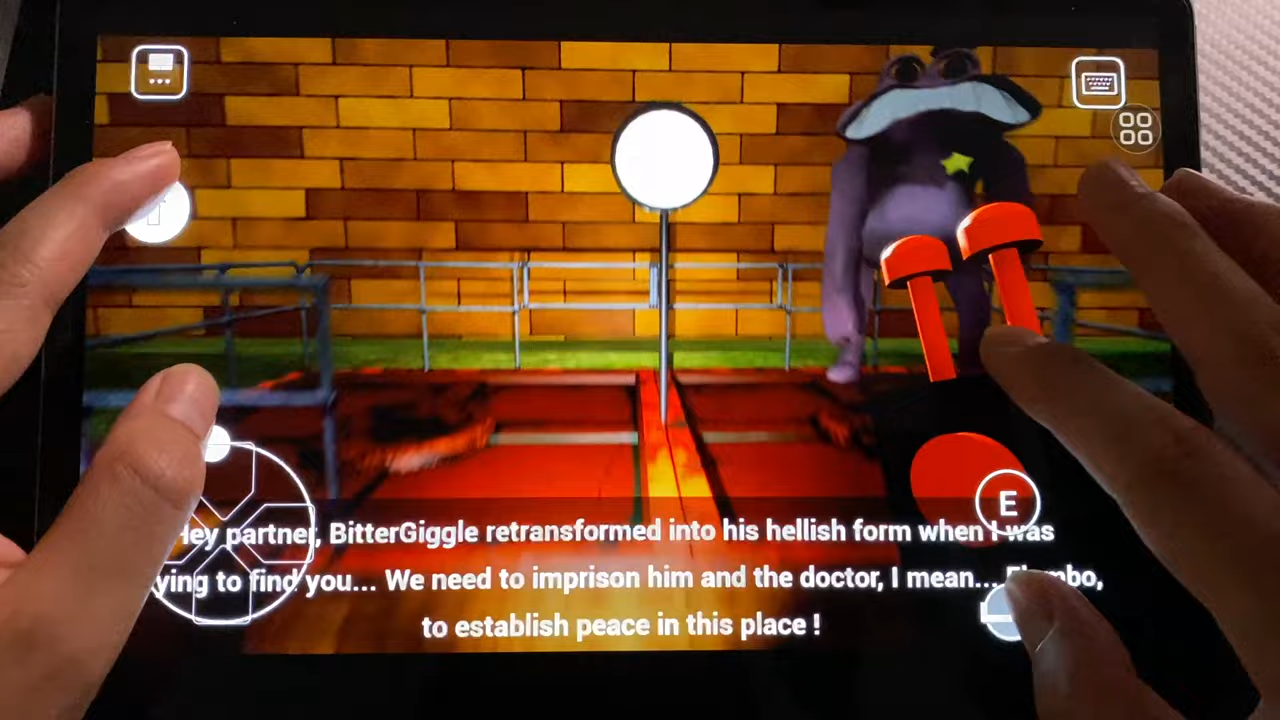 Hey partner, BitterGiggle retransformed into his hellish form when I was
to find you... We need to imprison him and the doctor, I mean...
to establish peace in this place !
E